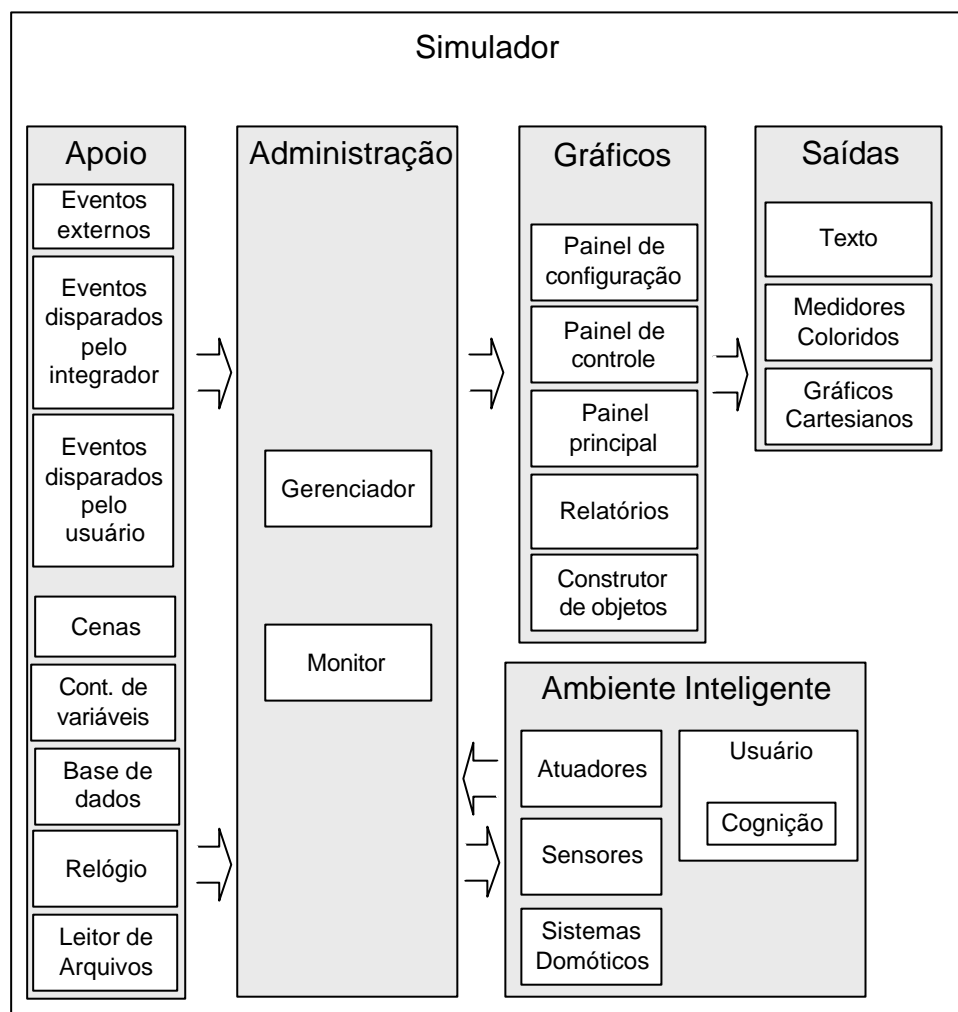 Simulador
Apoio
Eventos
externos
Eventos
disparados
pelo
integrador
Eventos
disparados
pelo
usuário
Cenas
Cont. de
variáveis
Base de
dados
Relógio
Leitor de
Arquivos
Administração
Gerenciador
Monitor
Gráficos
Painel de
configuração
Painel de
controle
Painel
principal
Relatórios
Construtor
de objetos
Saídas
Texto
Medidores
Coloridos
Gráficos
Cartesianos
Ambiente Inteligente
Atuadores
Sensores
Sistemas
Domóticos
Usuário
Cognição